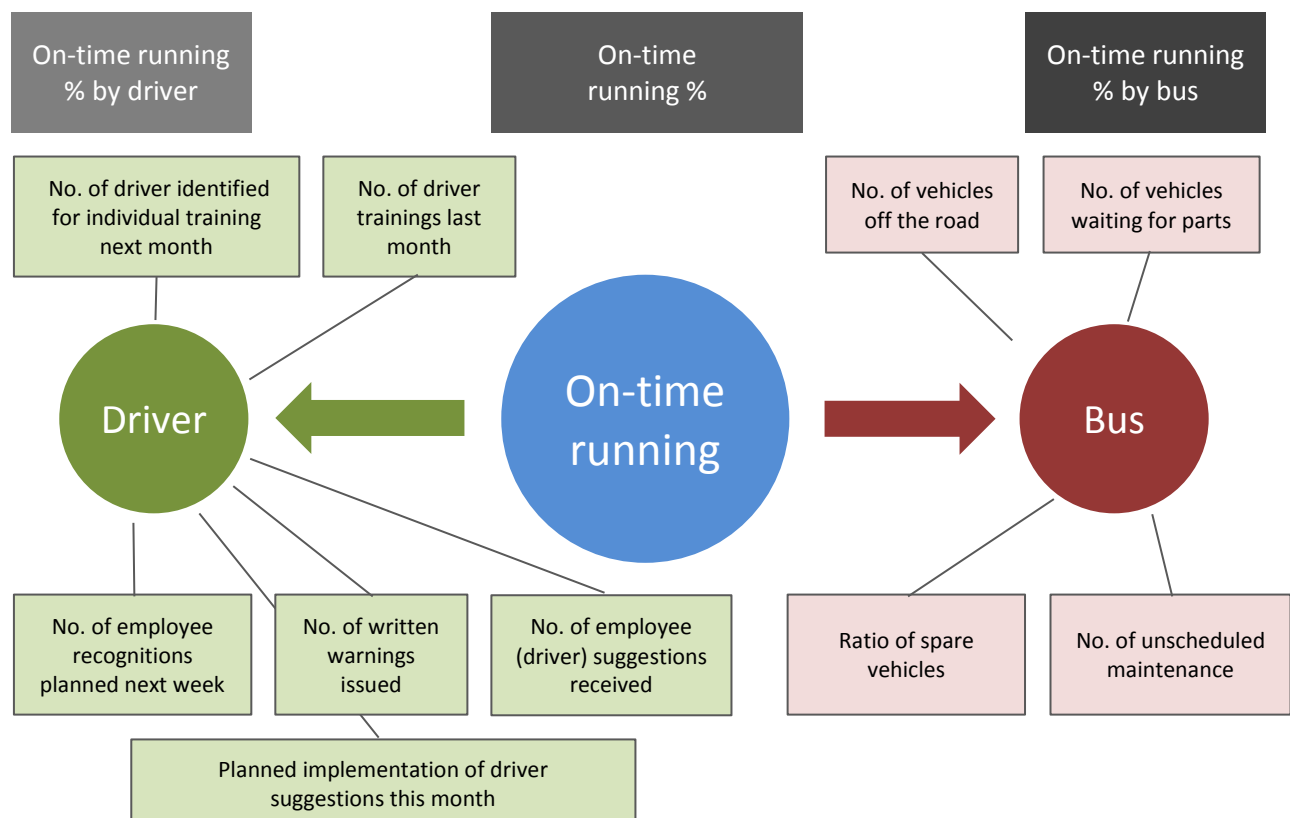 On-time running
% by driver
On-time
running %
On-time running
% by bus
No. of driver identified
for individual training
next month
No. of driver
trainings last
month
No. of vehicles
off the road
No. of vehicles
waiting for parts
Driver
On-time
running
Bus
No. of employee
recognitions
planned next week
No. of written
warnings
issued
No. of employee
(driver) suggestions
received
Ratio of spare
vehicles
No. of unscheduled
maintenance
Planned implementation of driver
suggestions this month